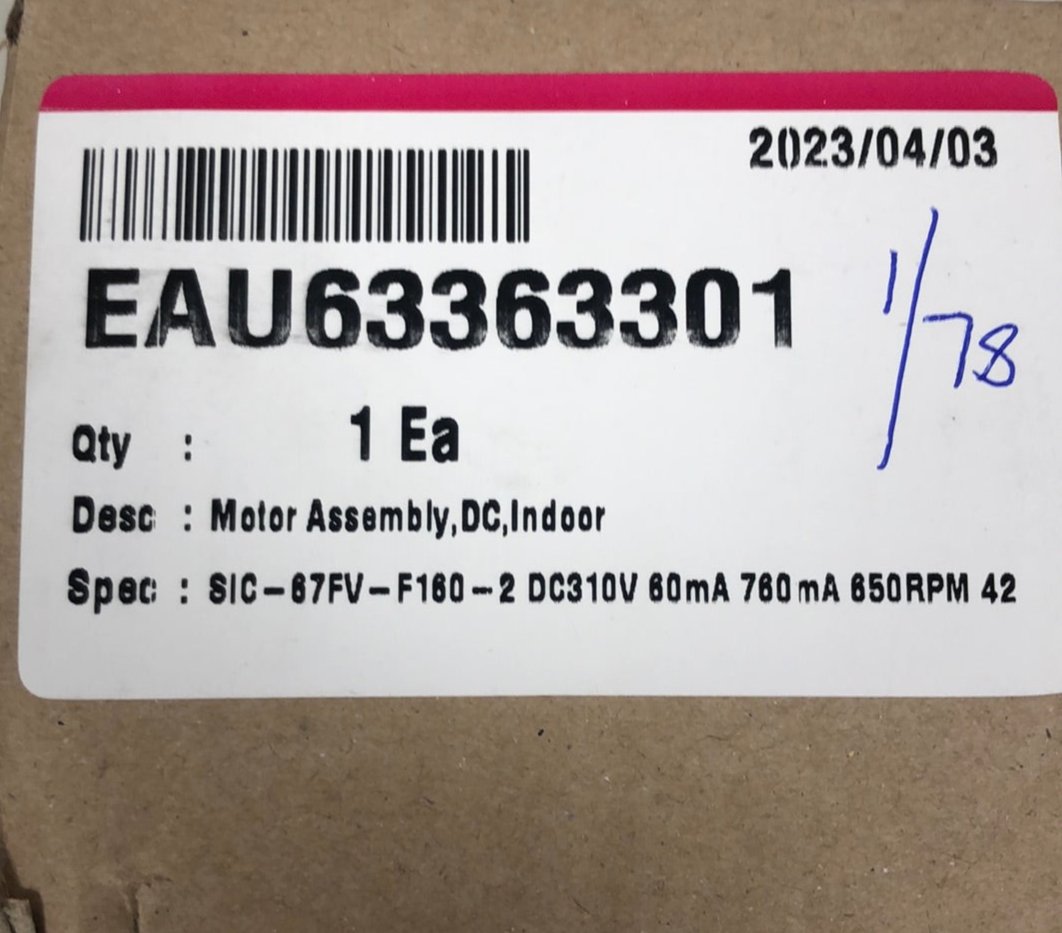 2023/04/03
EAU63363301
1/78
Qty : 1 Ea
Desc : Motor Assembly,DC,Indoor
Spec : SIC-67FV-F160-2 DC310V 60mA 760mA 650RPM 42